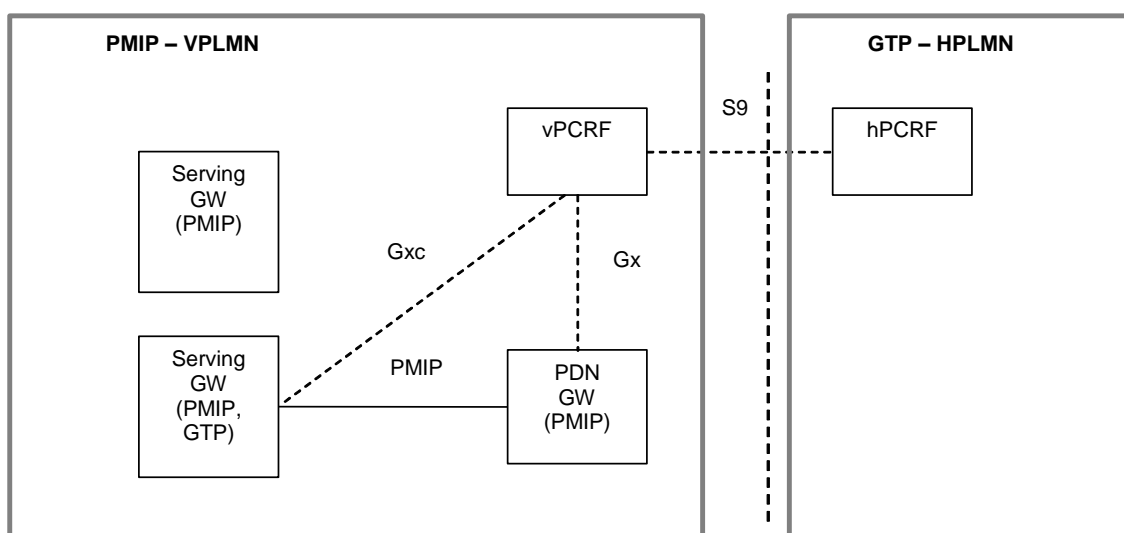 PMIP – VPLMN
GTP – HPLMN
S9
vPCRF
hPCRF
Serving
GW
(PMIP)
Gxc
Gx
Serving
GW
(PMIP,
GTP)
PMIP
PDN
GW
(PMIP)